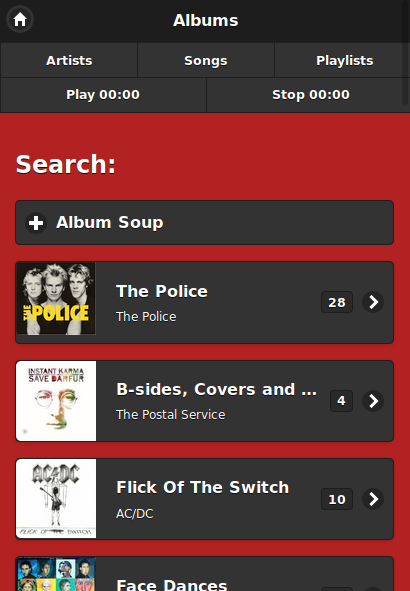 Albums
Artists
Songs
Playlists
Play 00:00
Stop 00:00
Search:
Album Soup
THE POLICE
The Police
The Police
28
INSTANT KARMA
SAVE DARFUR
B-sides, Covers and ...
The Postal Service
4
AC/DC
FLICK OF THE SWITCH
Flick Of The Switch
AC/DC
10
Face Dances